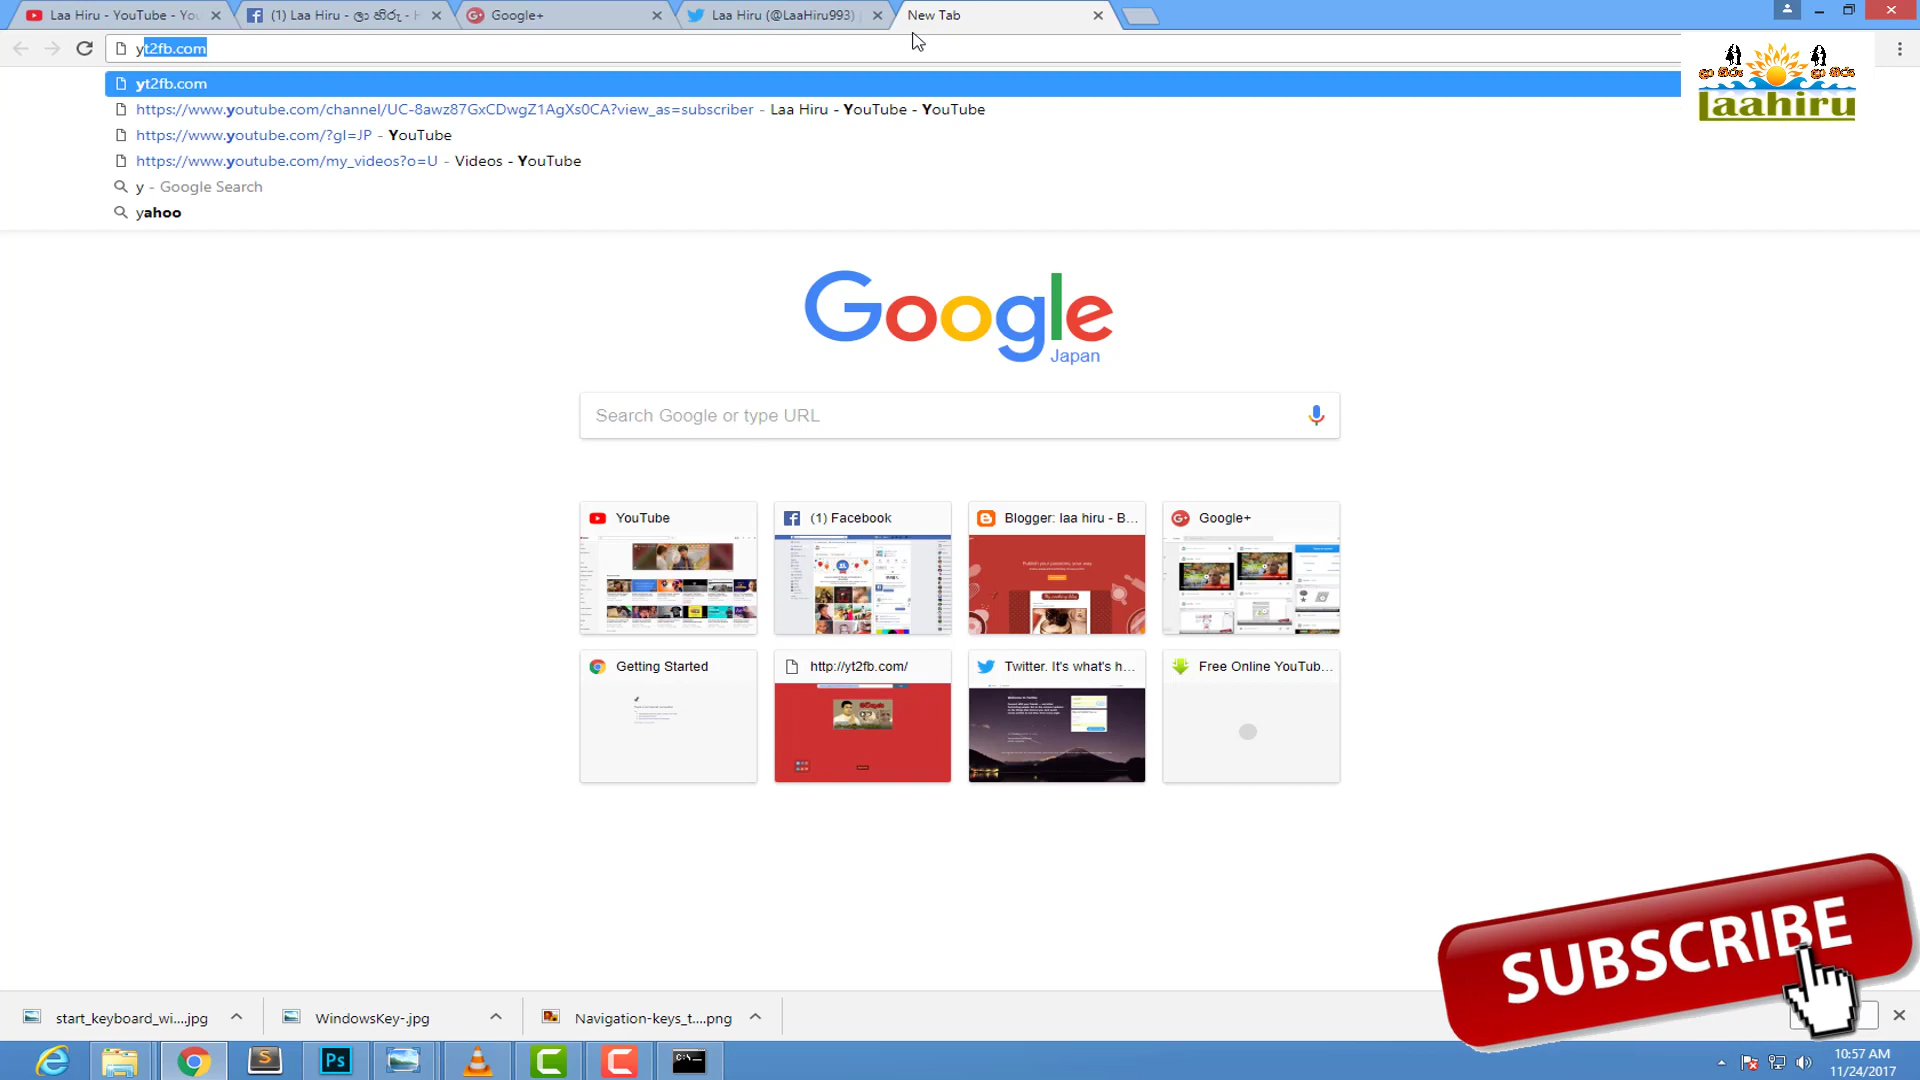 Laa Hiru - YouTube - You
(1) Laa Hiru - ලා හිරු - H
Google+
Laa Hiru (@LaaHiru993)
New Tab
yt2fb.com
yt2fb.com
https://www.youtube.com/channel/UC-8awz87GxCDwgZ1AgXs0CA?view_as=subscriber - Laa Hiru - YouTube - YouTube
https://www.youtube.com/?gl=JP - YouTube
https://www.youtube.com/my_videos?o=U - Videos - YouTube
y - Google Search
yahoo
ලා හිරු ලා හිරු
laahiru
Google
Japan
Search Google or type URL
YouTube
(1) Facebook
Blogger: laa hiru - B...
Google+
Getting Started
http://yt2fb.com/
Twitter. It's what's h...
Free Online YouTub...
SUBSCRIBE
start_keyboard_wi....jpg
WindowsKey-.jpg
Navigation-keys_t....png
10:57 AM
11/24/2017